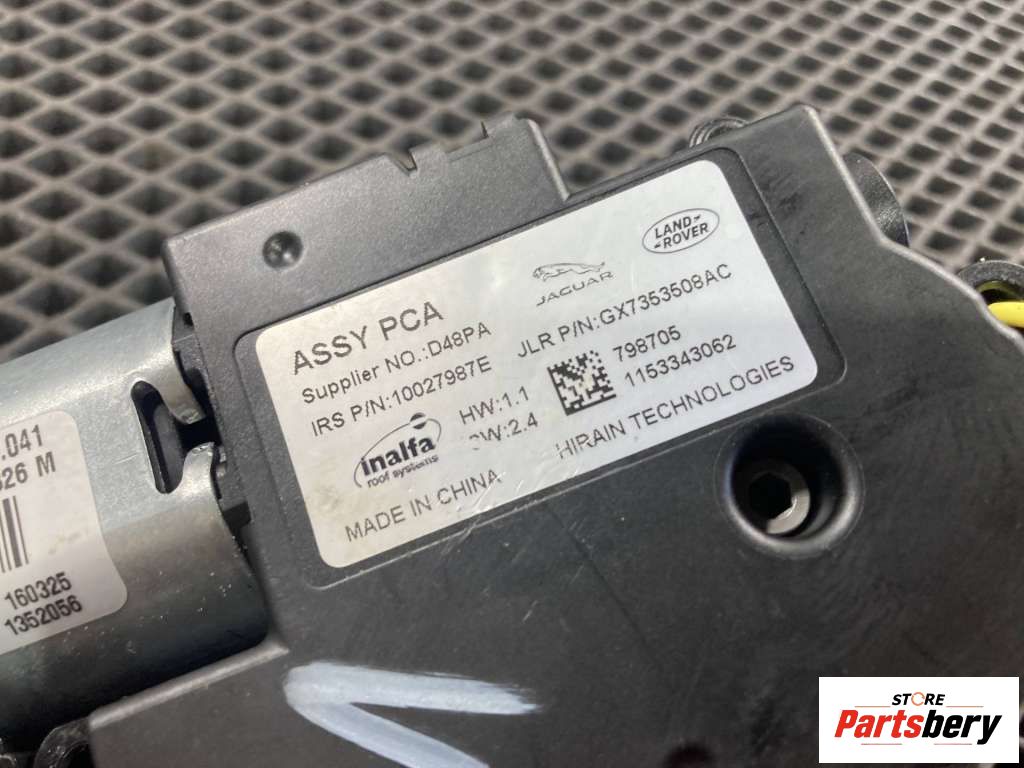 ASSY PCA
Supplier NO.:D48PA
IRS P/N:10027987E
JAGUAR
LAND
ROVER
JLR P/N:GX7353508AC
798705
1153343062
inalfa
roof systems
HW:1.1
SW:2.4
HIRAIN TECHNOLOGIES
MADE IN CHINA
.041
326 M
160325
1352056
STORE
Partsbery